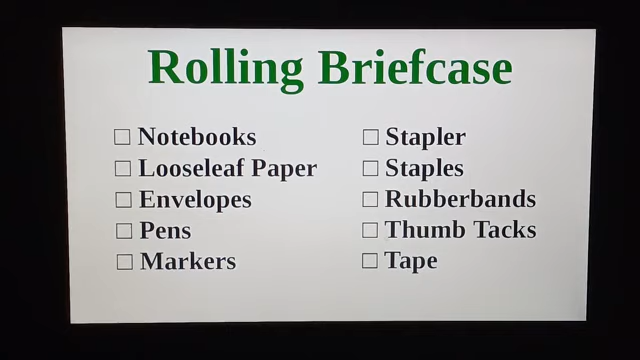 Rolling Briefcase
☐ Notebooks
☐ Looseleaf Paper
☐ Envelopes
☐ Pens
☐ Markers
☐ Stapler
☐ Staples
☐ Rubberbands
☐ Thumb Tacks
☐ Tape